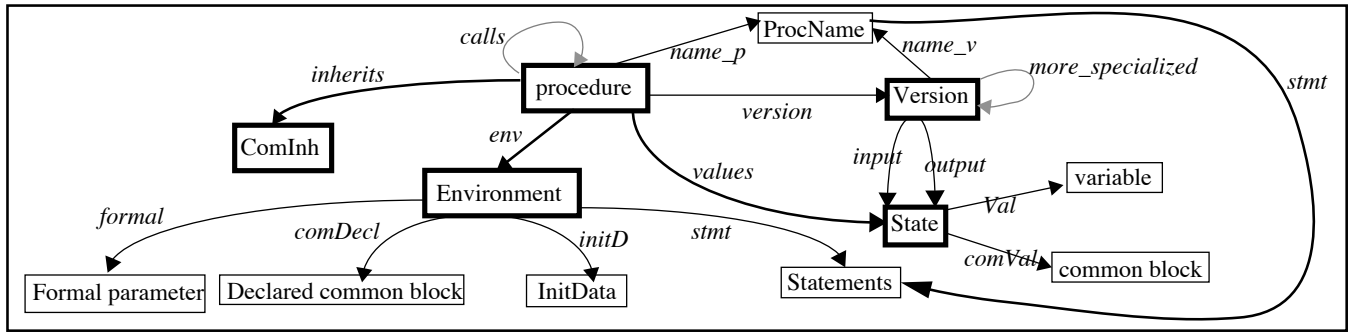 ProcName
calls
name_p
name_v
inherits
more_specialized
stmt
procedure
Version
version
ComInh
env
values
input
output
variable
Environment
Val
formal
comDecl
initD
stmt
State
comVal
Formal parameter
Declared common block
InitData
Statements
common block